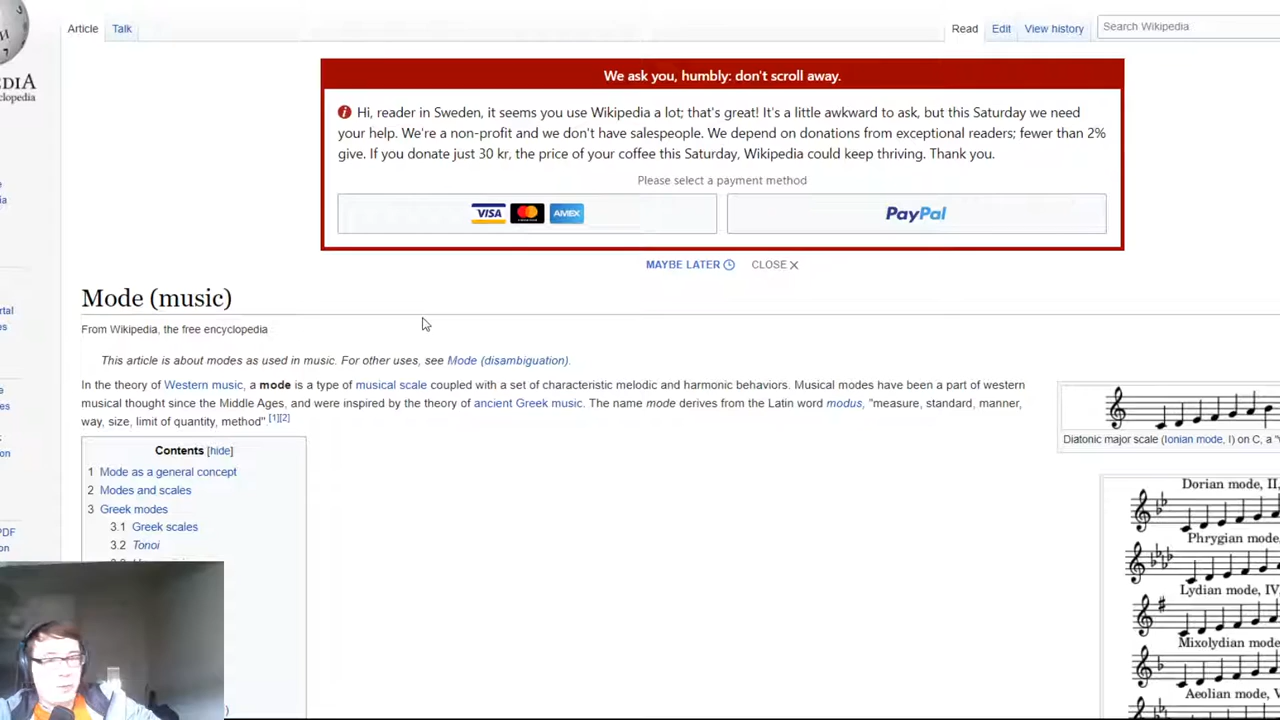 Article Talk Read Edit View history Search Wikipedia
We ask you, humbly: don't scroll away.
Hi, reader in Sweden, it seems you use Wikipedia a lot; that's great! It's a little awkward to ask, but this Saturday we need
your help. We're a non-profit and we don't have salespeople. We depend on donations from exceptional readers; fewer than 2%
give. If you donate just 30 kr, the price of your coffee this Saturday, Wikipedia could keep thriving. Thank you.
Please select a payment method
VISA AMEX PayPal
MAYBE LATER CLOSE
Mode (music)
From Wikipedia, the free encyclopedia
This article is about modes as used in music. For other uses, see Mode (disambiguation).
In the theory of Western music, a mode is a type of musical scale coupled with a set of characteristic melodic and harmonic behaviors. Musical modes have been a part of western
musical thought since the Middle Ages, and were inspired by the theory of ancient Greek music. The name mode derives from the Latin word modus, "measure, standard, manner,
way, size, limit of quantity, method".[1][2]
Contents [hide]
1 Mode as a general concept
2 Modes and scales
3 Greek modes
3.1 Greek scales
3.2 Tonoi
Diatonic major scale (Ionian mode, I) on C, a
Dorian mode, II,
Phrygian mode,
Lydian mode, IV,
Mixolydian mode
Aeolian mode, V